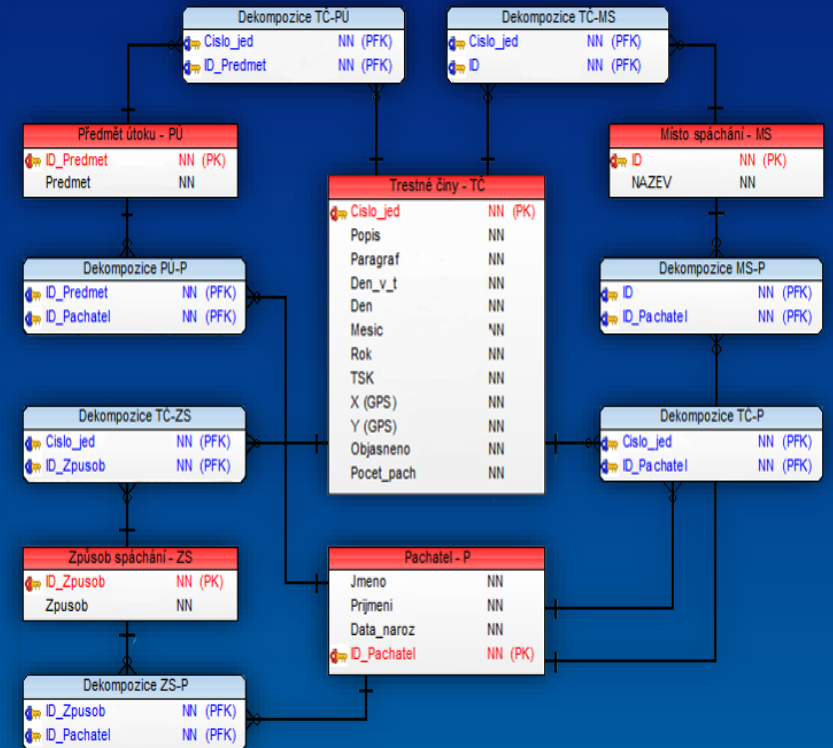 Dekompozice TČ-PÚ
Cislo_jed NN (PFK)
ID_Predmet NN (PFK)
Dekompozice TČ-MS
Cislo_jed NN (PFK)
ID NN (PFK)
Předmět útoku - PÚ
ID_Predmet NN (PK)
Predmet NN
Místo spáchání - MS
ID NN (PK)
NAZEV NN
Trestné činy - TČ
Cislo_jed NN (PK)
Popis NN
Paragraf NN
Den_v_t NN
Den NN
Mesic NN
Rok NN
TSK NN
X (GPS) NN
Y (GPS) NN
Objasneno NN
Pocet_pach NN
Dekompozice PÚ-P
ID_Predmet NN (PFK)
ID_Pachatel NN (PFK)
Dekompozice MS-P
ID NN (PFK)
ID_Pachatel NN (PFK)
Dekompozice TČ-ZS
Cislo_jed NN (PFK)
ID_Zpusob NN (PFK)
Dekompozice TČ-P
Cislo_jed NN (PFK)
ID_Pachatel NN (PFK)
Způsob spáchání - ZS
ID_Zpusob NN (PK)
Zpusob NN
Pachatel - P
Jmeno NN
Prijmeni NN
Data_naroz NN
ID_Pachatel NN (PK)
Dekompozice ZS-P
ID_Zpusob NN (PFK)
ID_Pachatel NN (PFK)